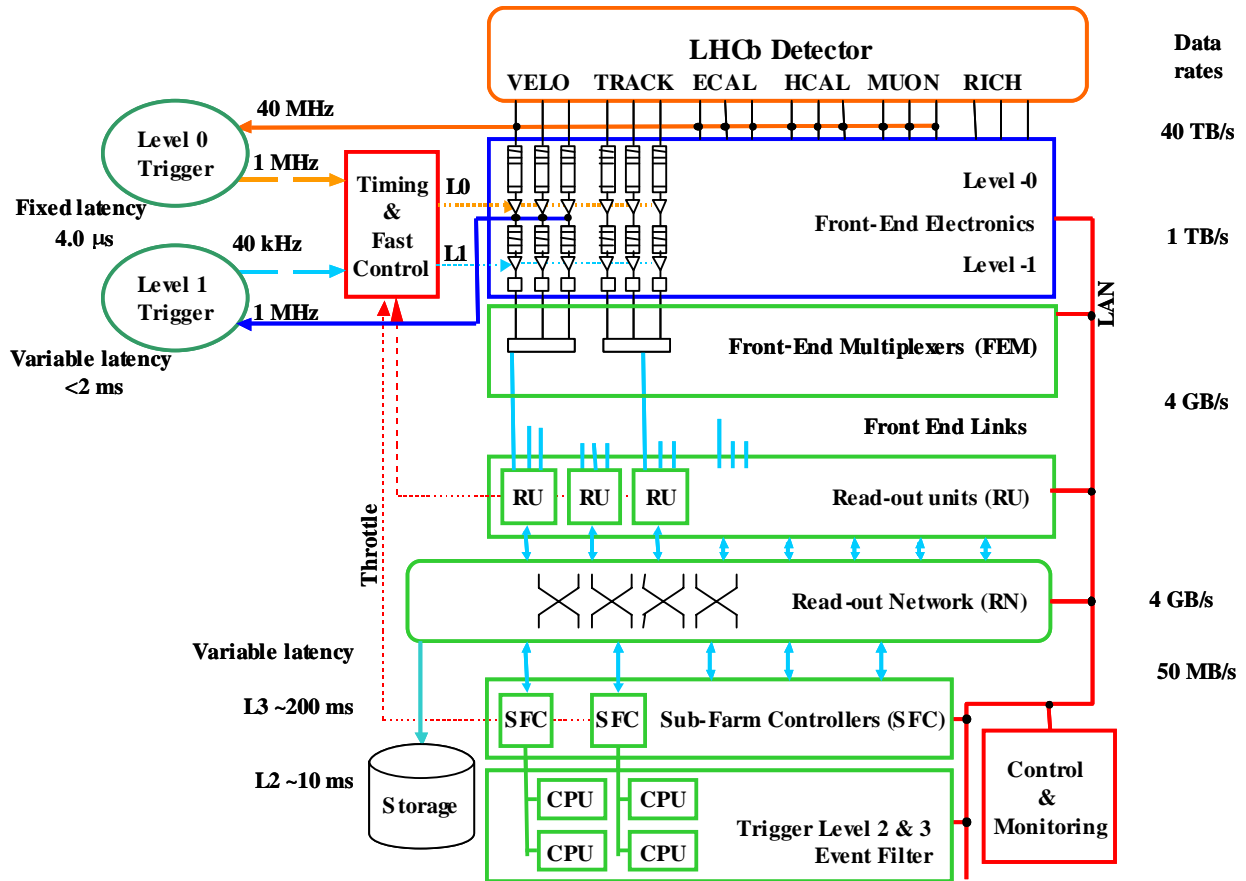 LHCb Detector
VELO TRACK ECAL HCAL MUON RICH
Data
rates
40 MHz
40 TB/s
Level 0
Trigger
1 MHz
Timing
&
Fast
Control
L0
L1
Level -0
Front-End Electronics
Level -1
1 TB/s
Fixed latency
4.0 µs
40 kHz
Level 1
Trigger
1 MHz
LAN
Front-End Multiplexers (FEM)
Variable latency
<2 ms
4 GB/s
Front End Links
RU RU RU Read-out units (RU)
Throttle
Read-out Network (RN)
4 GB/s
Variable latency
50 MB/s
L3 ~200 ms
SFC SFC Sub-Farm Controllers (SFC)
L2 ~10 ms
Storage
CPU CPU
CPU CPU
Trigger Level 2 & 3
Event Filter
Control
&
Monitoring